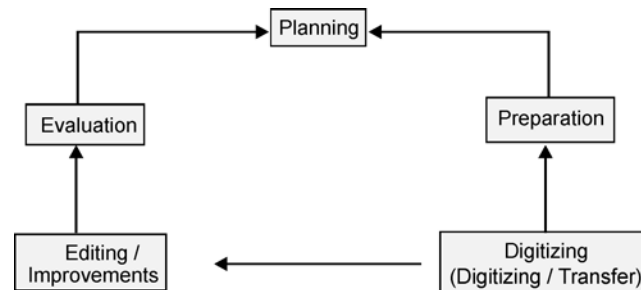 Planning
Evaluation
Preparation
Editing /
Improvements
Digitizing
(Digitizing / Transfer)